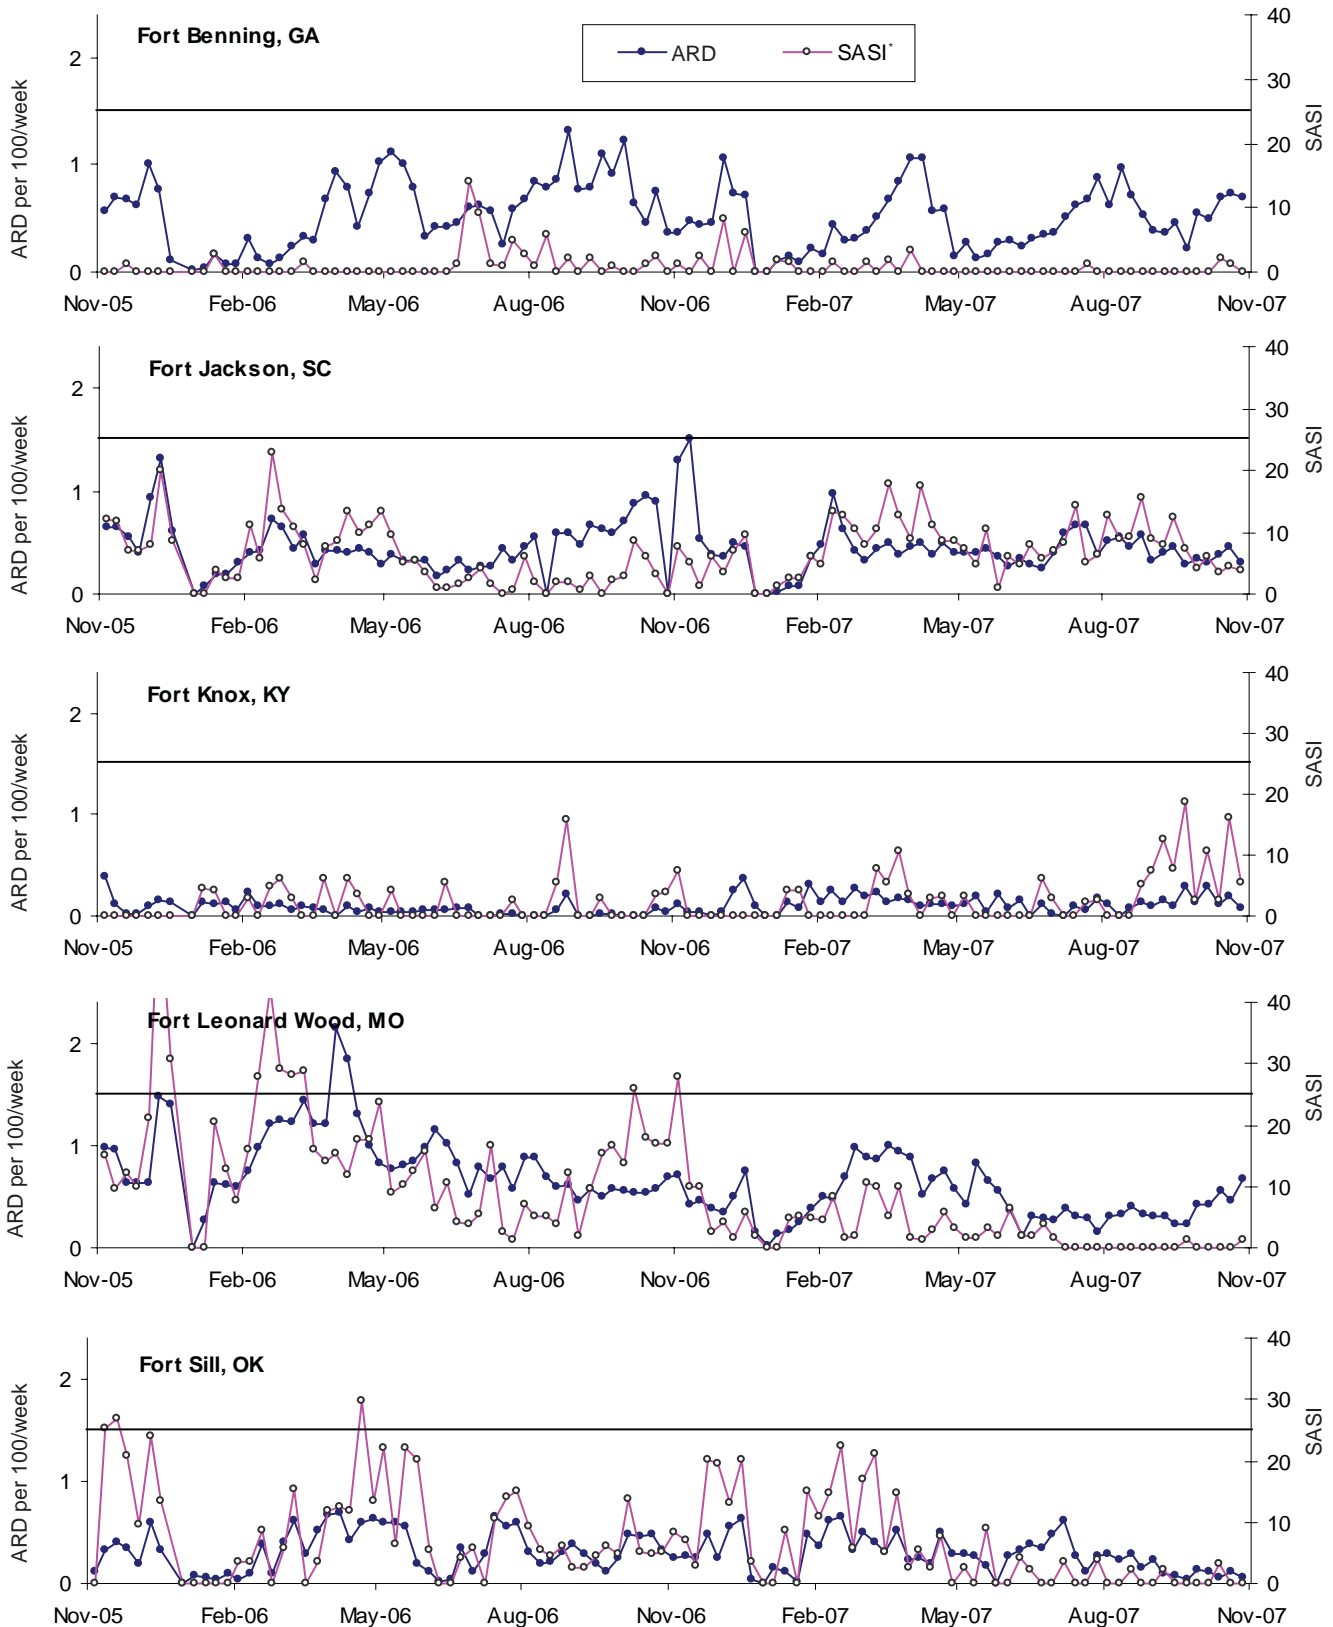 Fort Benning, GA
ARD
SASI*
ARD per 100/week
2
1
0
40
30
20
10
0
SASI
Nov-05 Feb-06 May-06 Aug-06 Nov-06 Feb-07 May-07 Aug-07 Nov-07
Fort Jackson, SC
ARD per 100/week
2
1
0
40
30
20
10
0
SASI
Nov-05 Feb-06 May-06 Aug-06 Nov-06 Feb-07 May-07 Aug-07 Nov-07
Fort Knox, KY
ARD per 100/week
2
1
0
40
30
20
10
0
SASI
Nov-05 Feb-06 May-06 Aug-06 Nov-06 Feb-07 May-07 Aug-07 Nov-07
Fort Leonard Wood, MO
ARD per 100/week
2
1
0
40
30
20
10
0
SASI
Nov-05 Feb-06 May-06 Aug-06 Nov-06 Feb-07 May-07 Aug-07 Nov-07
Fort Sill, OK
ARD per 100/week
2
1
0
40
30
20
10
0
SASI
Nov-05 Feb-06 May-06 Aug-06 Nov-06 Feb-07 May-07 Aug-07 Nov-07